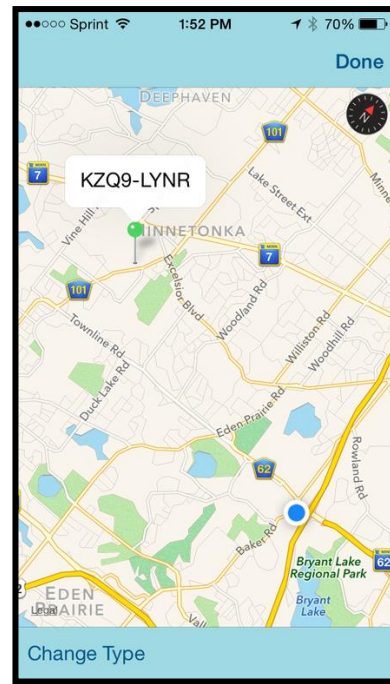 Sprint 1:52 PM 70%
Done
DEEPHAVEN
101
Lake Street Ext
7
KZQ9-LYNR
Vine Hill
MINNETONKA
7
101
Excelsior Blvd
Woodland Rd
Townline Rd
Williston Rd
Woodhill Rd
Duck Lake Rd
Eden Prairie Rd
62
Rowland Rd
Baker Rd
Bryant Lake
Regional Park
62
EDEN
PRAIRIE
Legal
Bryant
Lake
Change Type